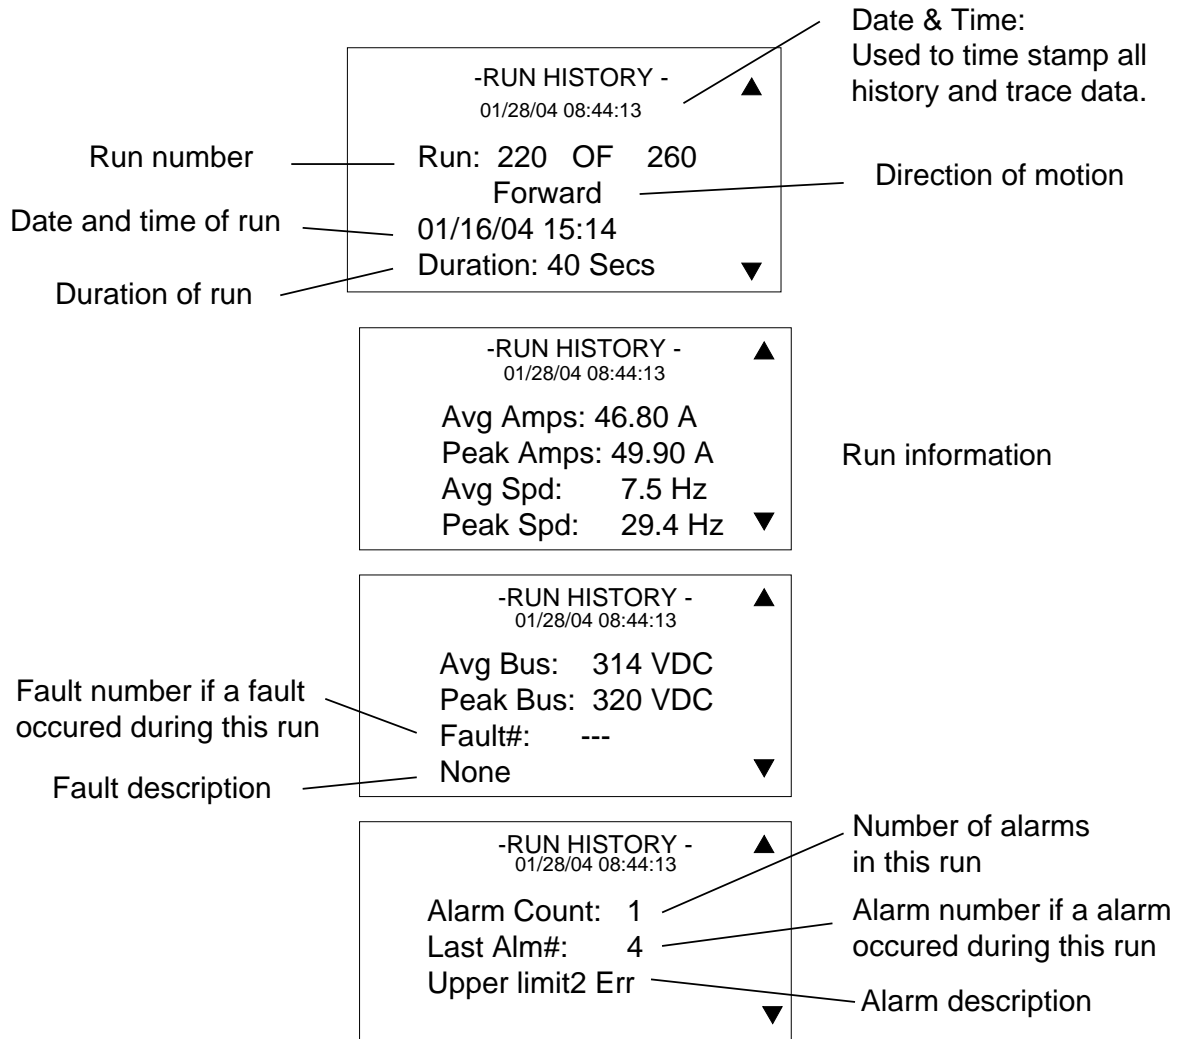 Date & Time:
Used to time stamp all
history and trace data.
-RUN HISTORY -
01/28/04 08:44:13
Run number
Run: 220 OF 260
Forward
Direction of motion
Date and time of run
01/16/04 15:14
Duration of run
Duration: 40 Secs
-RUN HISTORY -
01/28/04 08:44:13
Avg Amps: 46.80 A
Peak Amps: 49.90 A
Avg Spd: 7.5 Hz
Peak Spd: 29.4 Hz
Run information
-RUN HISTORY -
01/28/04 08:44:13
Avg Bus: 314 VDC
Peak Bus: 320 VDC
Fault#: ---
None
Fault number if a fault
occured during this run
Fault description
-RUN HISTORY -
01/28/04 08:44:13
Alarm Count: 1
Last Alm#: 4
Upper limit2 Err
Number of alarms
in this run
Alarm number if a alarm
occured during this run
Alarm description